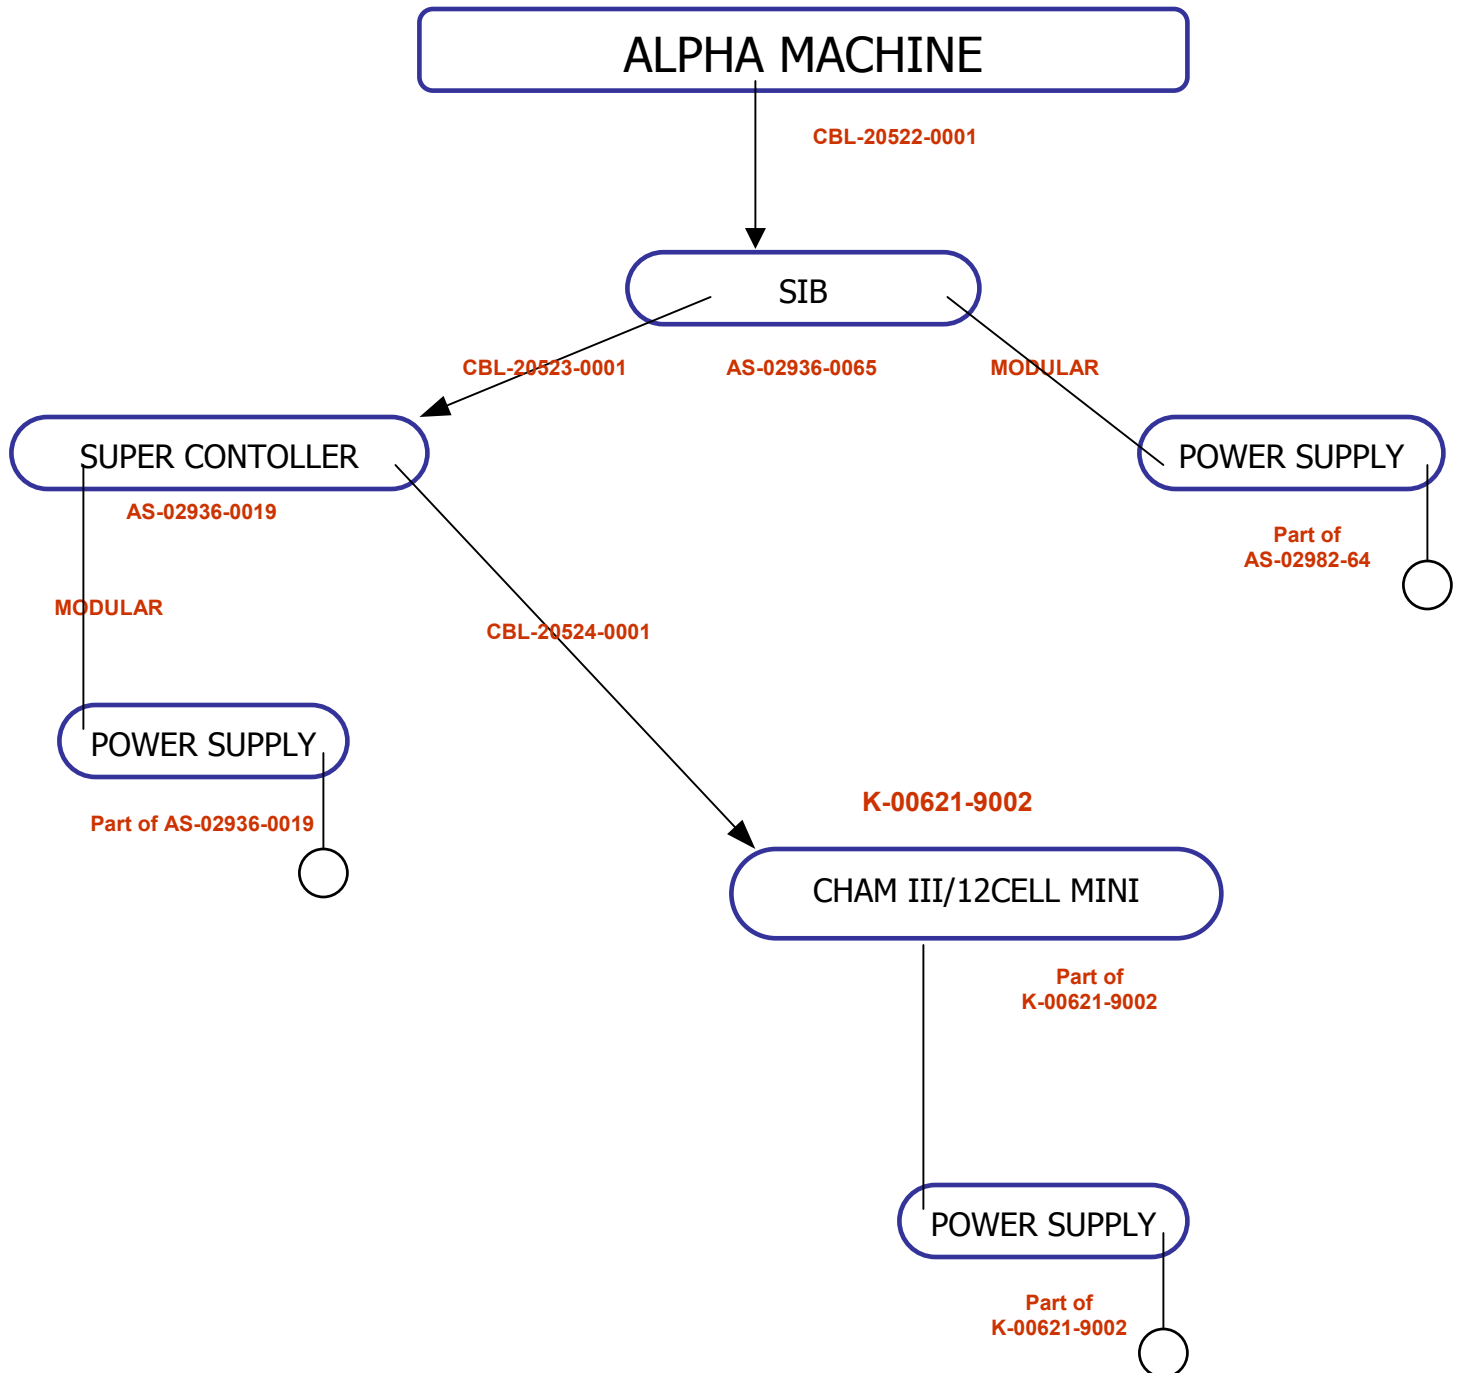 ALPHA MACHINE
CBL-20522-0001
SIB
CBL-20523-0001
AS-02936-0065
MODULAR
SUPER CONTOLLER
POWER SUPPLY
AS-02936-0019
Part of
AS-02982-64
MODULAR
CBL-20524-0001
POWER SUPPLY
Part of AS-02936-0019
K-00621-9002
CHAM III/12CELL MINI
Part of
K-00621-9002
POWER SUPPLY
Part of
K-00621-9002